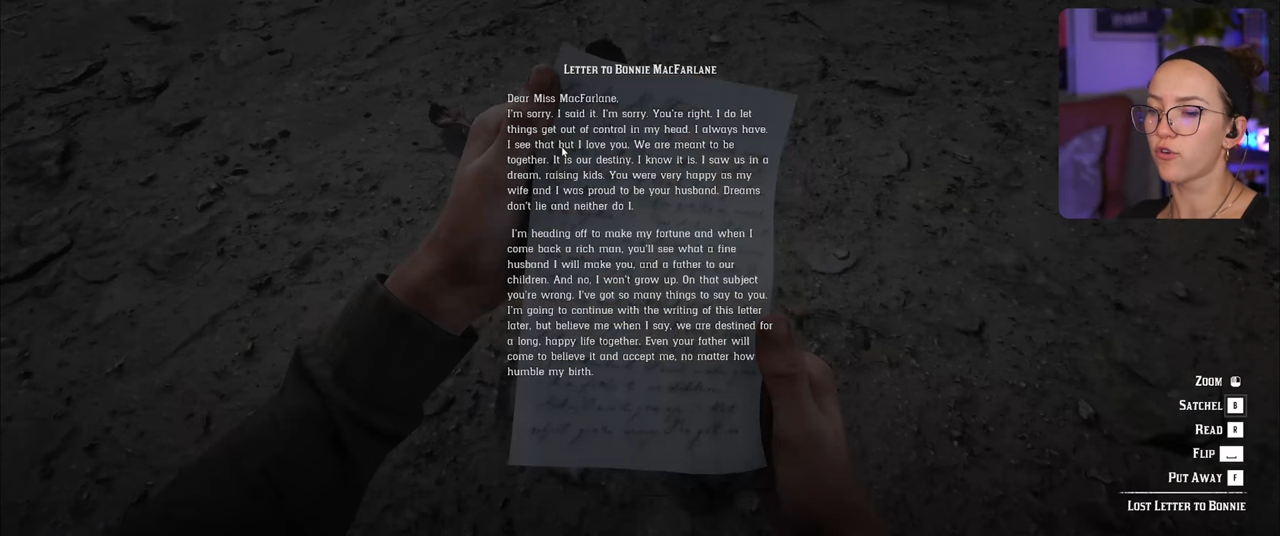 LETTER TO BONNIE MACFARLANE
Dear Miss MacFarlane,
I'm sorry. I said it. I'm sorry. You're right. I do let
things get out of control in my head. I always have.
I see that but I love you. We are meant to be
together. It is our destiny. I know it is. I saw us in a
dream, raising kids. You were very happy as my
wife and I was proud to be your husband. Dreams
don't lie and neither do I.
I'm heading off to make my fortune and when I
come back a rich man, you'll see what a fine
husband I will make you, and a father to our
children. And no, I won't grow up. On that subject
you're wrong. I've got so many things to say to you.
I'm going to continue with the writing of this letter
later, but believe me when I say, we are destined for
a long, happy life together. Even your father will
come to believe it and accept me, no matter how
humble my birth.
ZOOM
SATCHEL B
READ R
FLIP
PUT AWAY F
LOST LETTER TO BONNIE